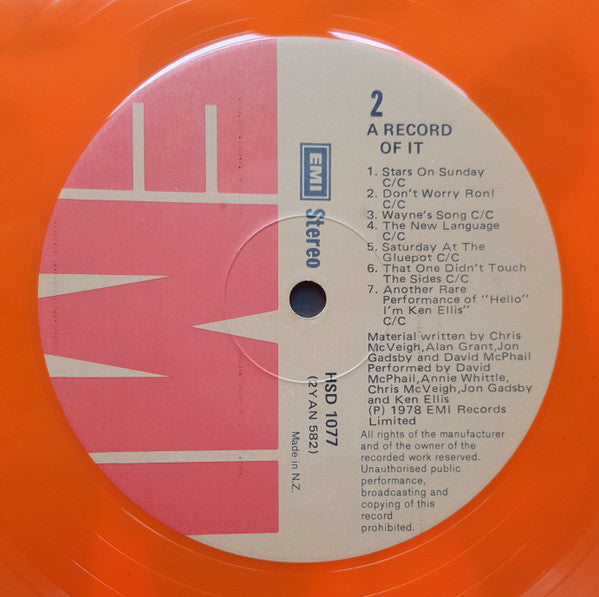 2
A RECORD
OF IT
1. Stars On Sunday
C/C
2. Don't Worry Ron!
C/C
3. Wayne's Song C/C
4. The New Language
C/C
5. Saturday At The
Gluepot C/C
6. That One Didn't Touch
The Sides C/C
7. Another Rare
Performance of "Hello"
I'm Ken Ellis"
C/C
Material written by Chris
McVeigh,Alan Grant,Jon
Gadsby and David McPhail
Performed by David
McPhail,Annie Whittle,
Chris McVeigh,Jon Gadsby
and Ken Ellis
(P) 1978 EMI Records
Limited
All rights of the manufacturer
and of the owner of the
recorded work reserved.
Unauthorised public
performance,
broadcasting and
copying of this
record
prohibited.
EMI Stereo
HSD 1077
(2YAN 582)
Made in N.Z.
EMI